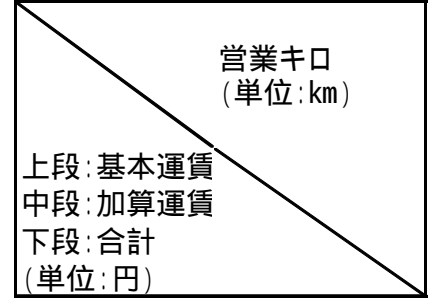 営業キロ
(単位:km)
上段:基本運賃
中段:加算運賃
下段:合計
(単位:円)